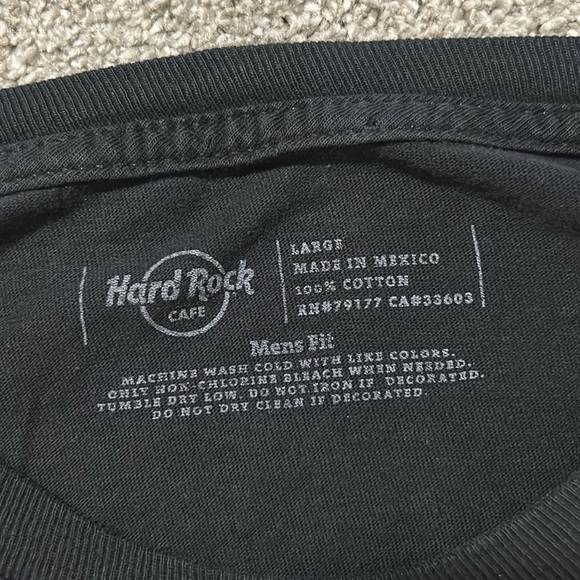 Hard Rock
CAFE
LARGE
MADE IN MEXICO
100% COTTON
RN#79177 CA#33603
Mens Fit
MACHINE WASH COLD WITH LIKE COLORS.
ONLY NON-CHLORINE BLEACH WHEN NEEDED.
TUMBLE DRY LOW. DO NOT IRON IF DECORATED.
DO NOT DRY CLEAN IF DECORATED.